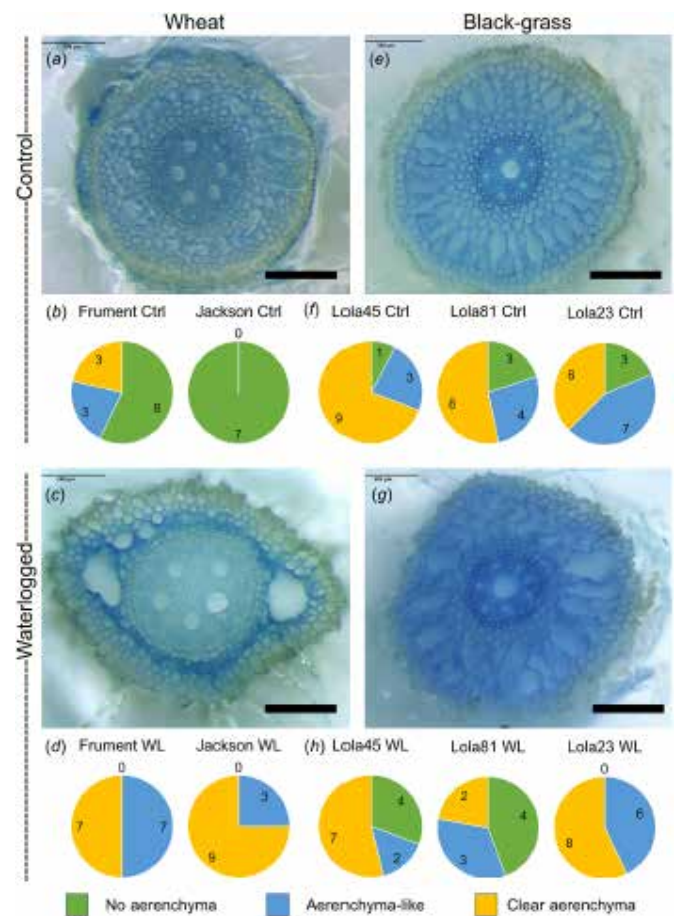 Wheat
Black-grass
Control
(a)
(e)
(b) Frument Ctrl Jackson Ctrl
(f) Lola45 Ctrl Lola81 Ctrl Lola23 Ctrl
3
3
8
0
7
1
3
9
3
4
8
3
7
6
Waterlogged
(c)
(g)
(d) Frument WL Jackson WL
(h) Lola45 WL Lola81 WL Lola23 WL
0
7
7
0
3
9
4
2
7
2
4
3
0
6
8
No aerenchyma Aerenchyma-like Clear aerenchyma